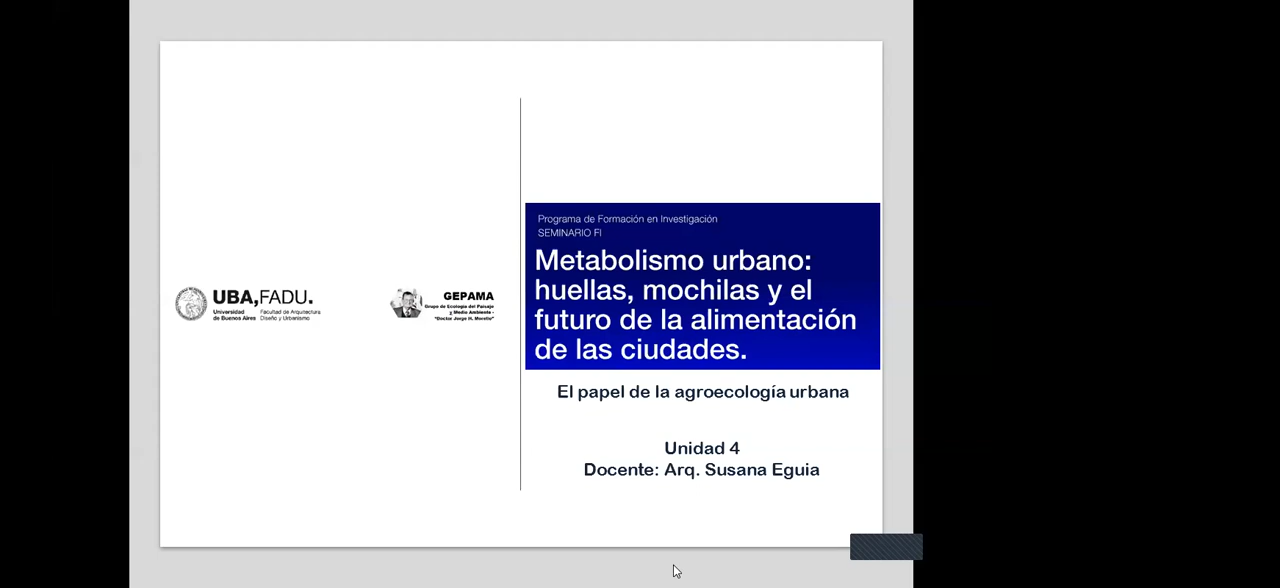 UBA,FADU.
Universidad de Buenos Aires
Facultad de Arquitectura Diseño y Urbanismo
GEPAMA
Grupo de Ecología del Paisaje
y Medio Ambiente -
"Doctor Jorge H. Morello"
Programa de Formación en Investigación
SEMINARIO FI
Metabolismo urbano:
huellas, mochilas y el
futuro de la alimentación
de las ciudades.
El papel de la agroecología urbana
Unidad 4
Docente: Arq. Susana Eguia